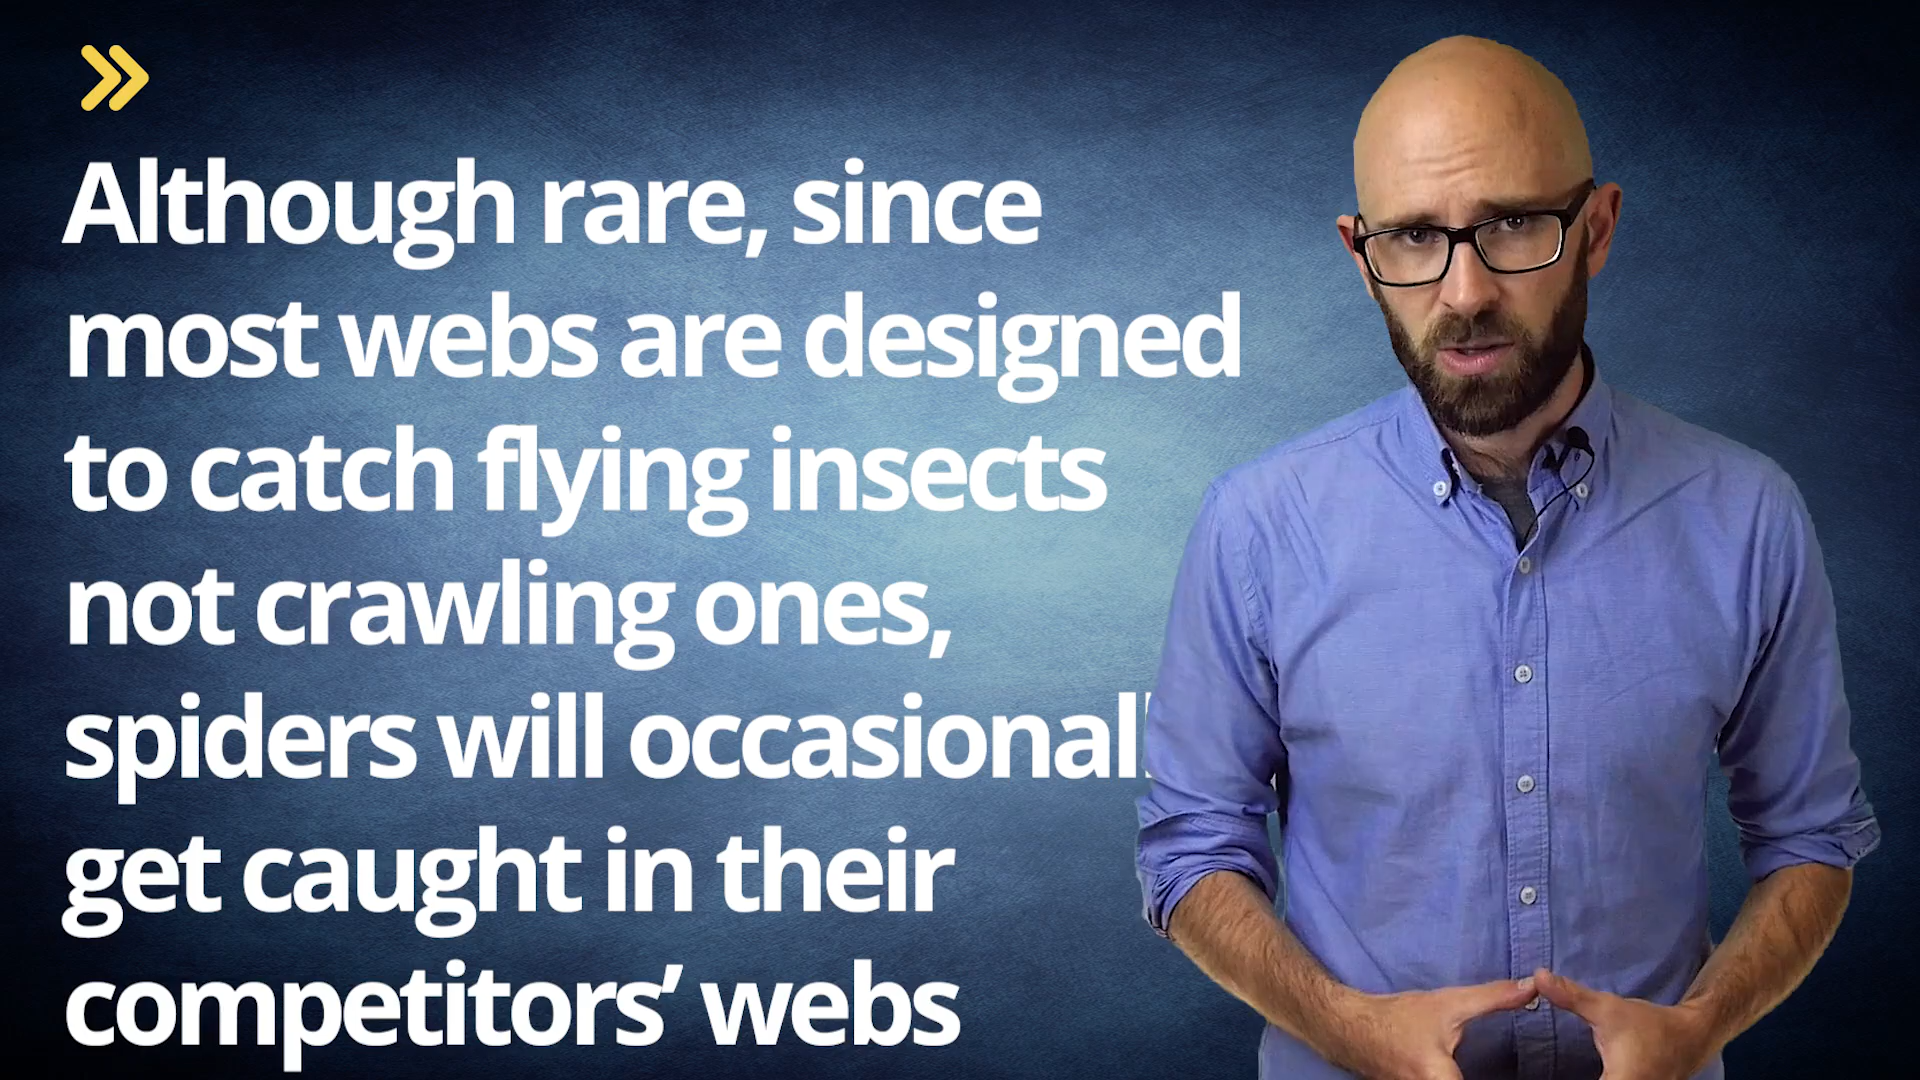 Although rare, since
most webs are designed
to catch flying insects
not crawling ones,
spiders will occasionall
get caught in their
competitors’ webs